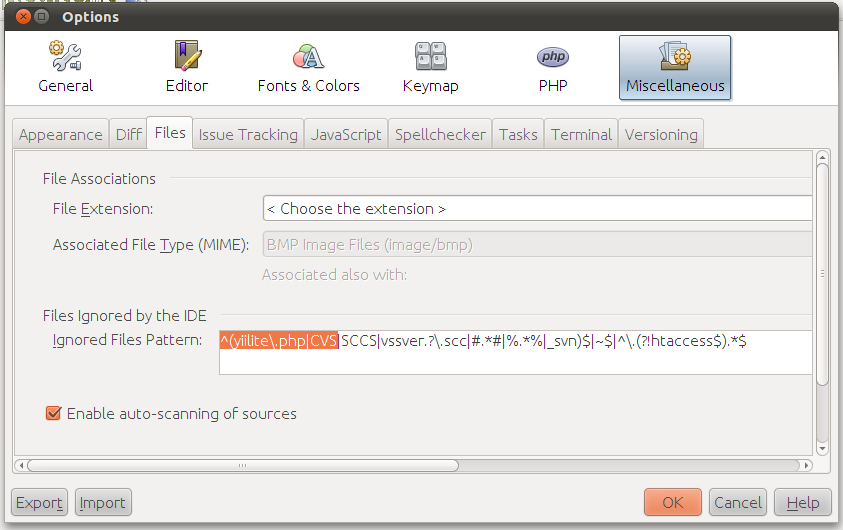 Options
General
Editor
Fonts & Colors
Keymap
php
PHP
Miscellaneous
Appearance
Diff
Files
Issue Tracking
JavaScript
Spellchecker
Tasks
Terminal
Versioning
File Associations
File Extension: < Choose the extension >
Associated File Type (MIME): BMP Image Files (image/bmp)
Associated also with:
Files Ignored by the IDE
Ignored Files Pattern: ^(yiilite\.php|CVS|SCCS|vssver.?\.scc|#.*#|%.*%|_svn)$|~$|^\.(?!htaccess$).*$
Enable auto-scanning of sources
Export
Import
OK
Cancel
Help